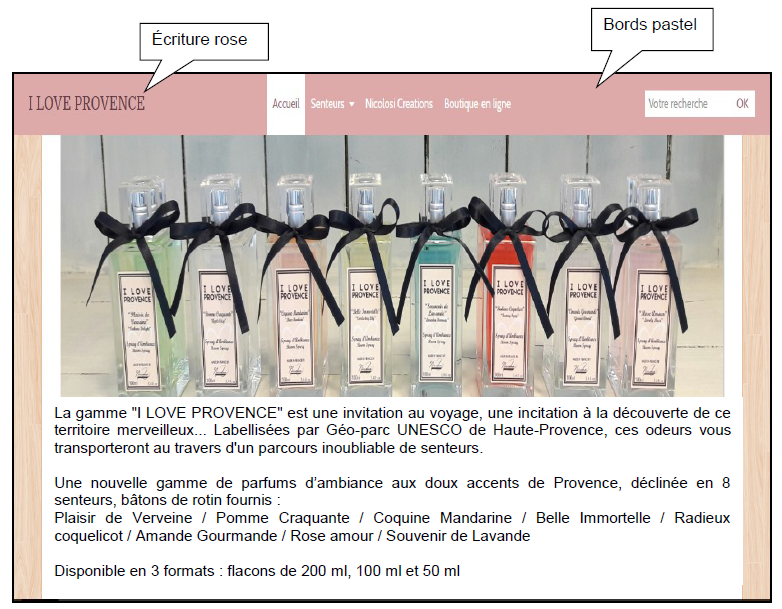 Écriture rose
Bords pastel
I LOVE PROVENCE
Accueil Senteurs Nicolosi Creations Boutique en ligne
Votre recherche OK
I LOVE
PROVENCE
I LOVE
PROVENCE
I LOVE
PROVENCE
I LOVE
PROVENCE
I LOVE
PROVENCE
I LOVE
PROVENCE
I LOVE
PROVENCE
I LOVE
PROVENCE
La gamme "I LOVE PROVENCE" est une invitation au voyage, une incitation à la découverte de ce
territoire merveilleux... Labellisées par Géo-parc UNESCO de Haute-Provence, ces odeurs vous
transporteront au travers d'un parcours inoubliable de senteurs.
Une nouvelle gamme de parfums d’ambiance aux doux accents de Provence, déclinée en 8
senteurs, bâtons de rotin fournis :
Plaisir de Verveine / Pomme Craquante / Coquine Mandarine / Belle Immortelle / Radieux
coquelicot / Amande Gourmande / Rose amour / Souvenir de Lavande
Disponible en 3 formats : flacons de 200 ml, 100 ml et 50 ml